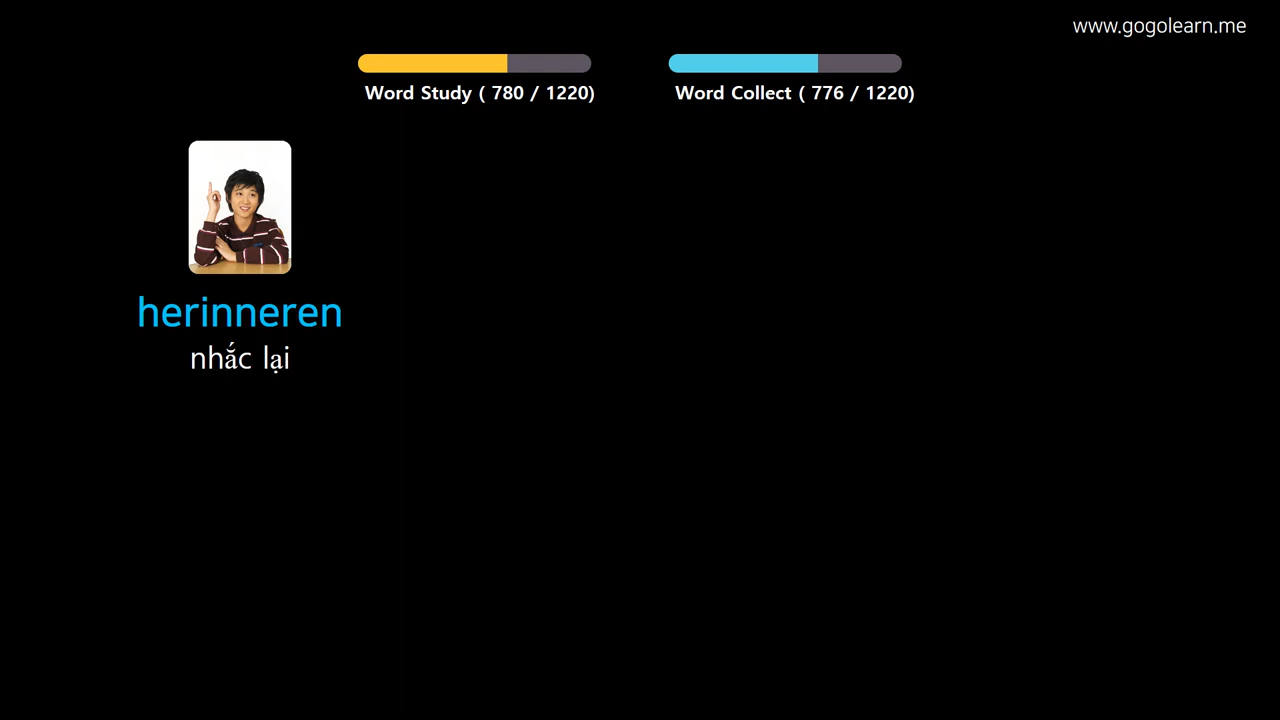 www.gogolearn.me
Word Study ( 780 / 1220)
Word Collect ( 776 / 1220)
herinneren
nhắc lại